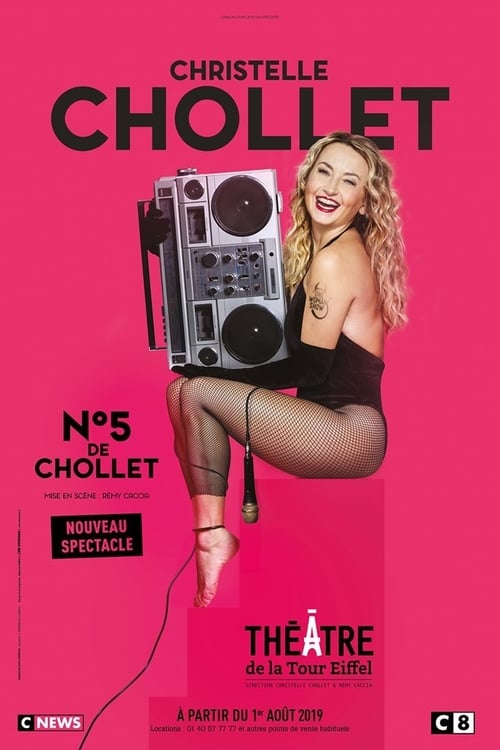 CHRISTELLE
CHOLLET
WOMAN
SHOW
N°5
DE
CHOLLET
MISE EN SCÈNE : RÉMY CACCIA
NOUVEAU
SPECTACLE
THÉÂTRE
de la Tour Eiffel
DIRECTION CHRISTELLE CHOLLET & RÉMY CACCIA
CNEWS
À PARTIR DU 1er AOÛT 2019
Locations : 01 40 67 77 77 et autres points de vente habituels
C8